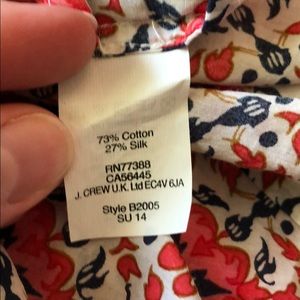 73% Cotton
27% Silk
RN77388
CA56445
J. CREW U.K. Ltd EC4V 6JA
Style B2005
SU 14